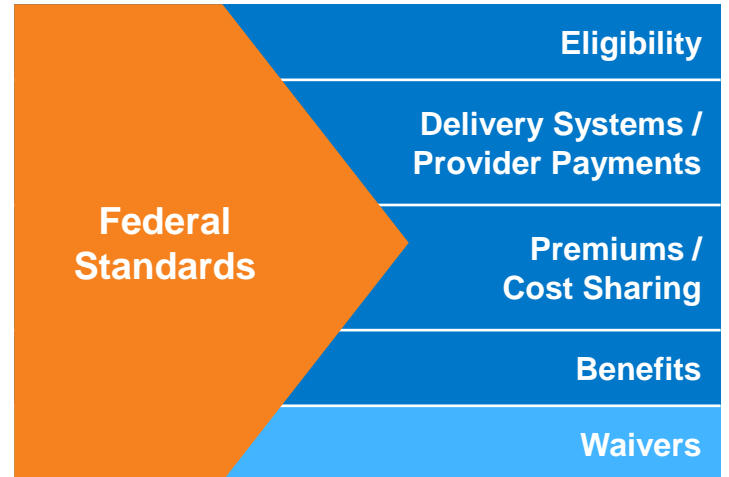 Federal
Standards
Eligibility
Delivery Systems /
Provider Payments
Premiums /
Cost Sharing
Benefits
Waivers